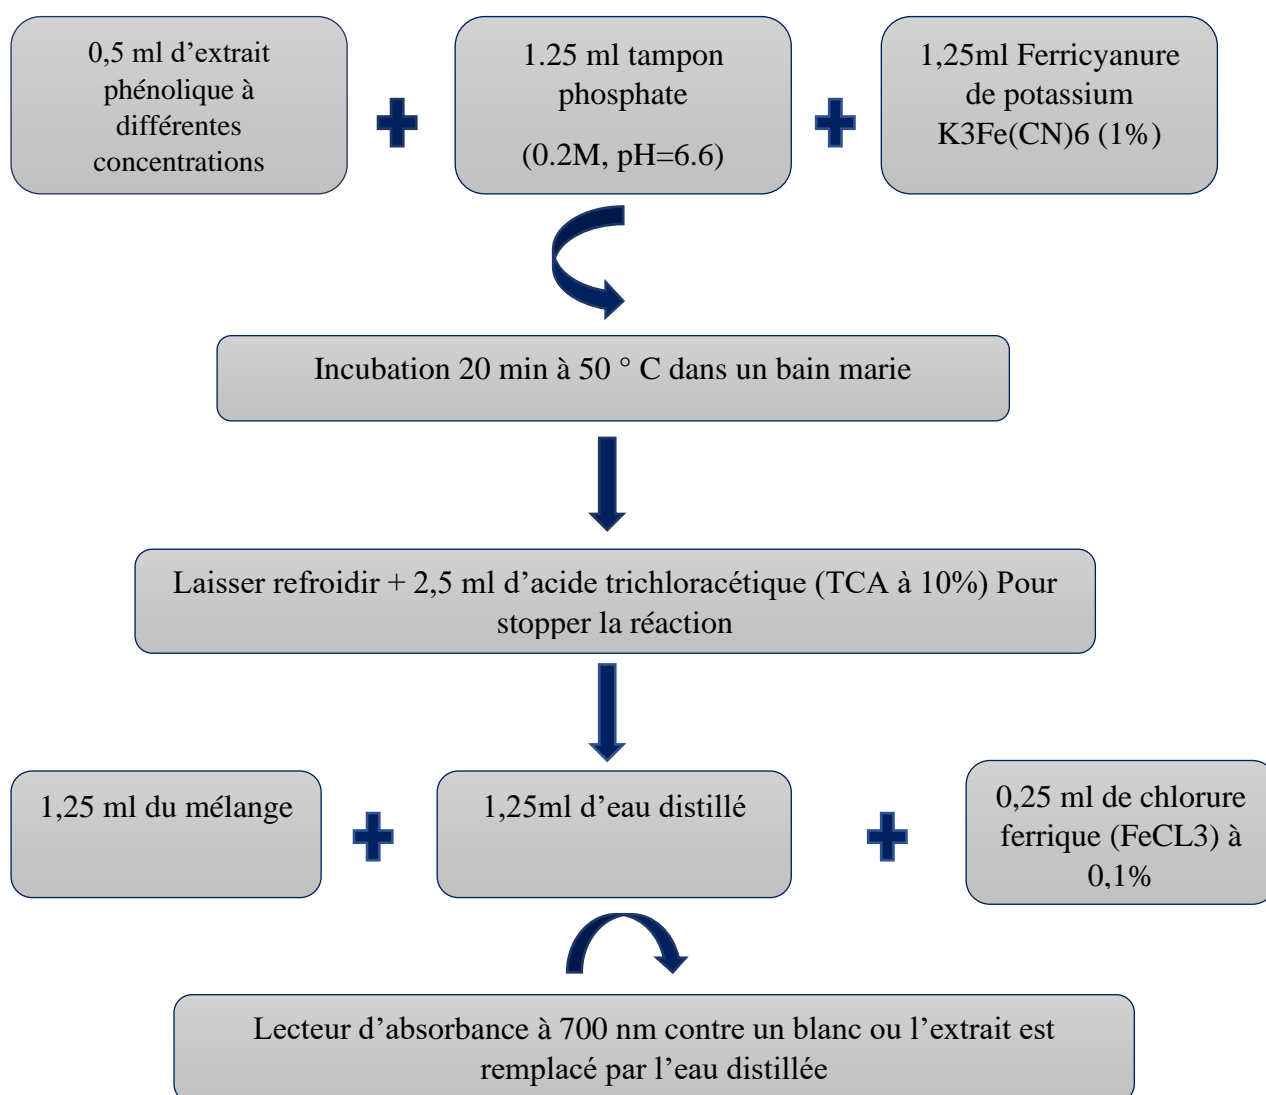 0,5 ml d’extrait
phénolique à
différentes
concentrations
1.25 ml tampon
phosphate
(0.2M, pH=6.6)
1,25ml Ferricyanure
de potassium
K3Fe(CN)6 (1%)
Incubation 20 min à 50 ° C dans un bain marie
Laisser refroidir + 2,5 ml d’acide trichloracétique (TCA à 10%) Pour
stopper la réaction
1,25 ml du mélange
1,25ml d’eau distillé
0,25 ml de chlorure
ferrique (FeCL3) à
0,1%
Lecteur d’absorbance à 700 nm contre un blanc ou l’extrait est
remplacé par l’eau distillée